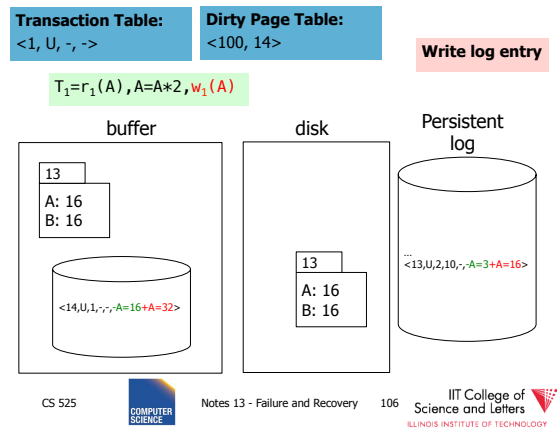 Transaction Table:
<1, U, -, ->
Dirty Page Table:
<100, 14>
Write log entry
T1=r1(A),A=A*2,w1(A)
buffer
disk
Persistent
log
13
A: 16
B: 16
<14,U,1,-,-,-A=16+A=32>
13
A: 16
B: 16
...
<13,U,2,10,-,-A=3+A=16>
CS 525
COMPUTER
SCIENCE
Notes 13 - Failure and Recovery
106
IIT College of
Science and Letters
ILLINOIS INSTITUTE OF TECHNOLOGY